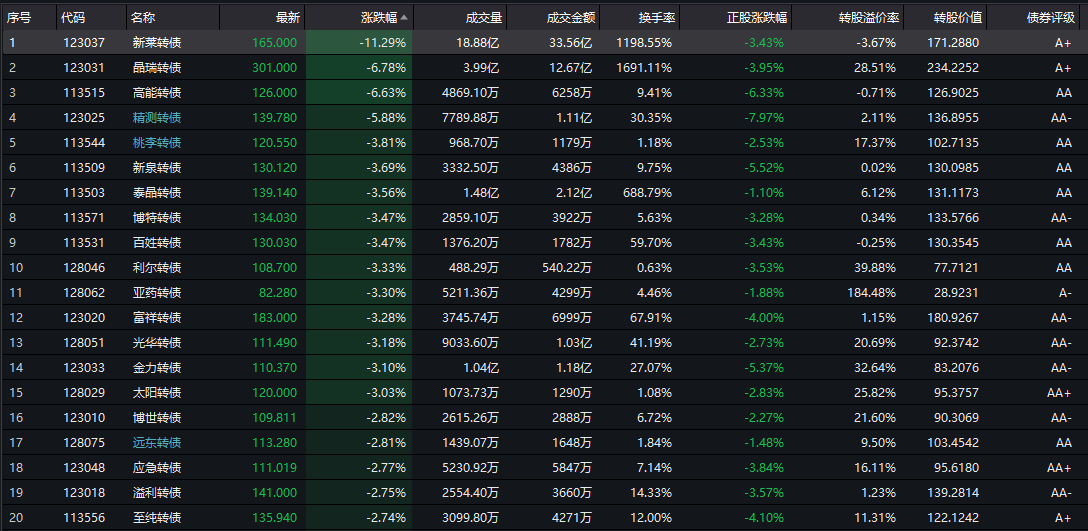 序号 代码 名称 最新 涨跌幅 成交量 成交金额 换手率 正股涨跌幅 转股溢价率 转股价值 债券评级
1 123037 新莱转债 165.000 -11.29% 18.88亿 33.56亿 1198.55% -3.43% -3.67% 171.2880 A+
2 123031 晶瑞转债 301.000 -6.78% 3.99亿 12.67亿 1691.11% -3.95% 28.51% 234.2252 A+
3 113515 高能转债 126.000 -6.63% 4869.10万 6258万 9.41% -6.33% -0.71% 126.9025 AA
4 123025 精测转债 139.780 -5.88% 7789.88万 1.11亿 30.35% -7.97% 2.11% 136.8955 AA-
5 113544 桃李转债 120.550 -3.81% 968.70万 1179万 1.18% -2.53% 17.37% 102.7135 AA
6 113509 新泉转债 130.120 -3.69% 3332.50万 4386万 9.75% -5.52% 0.02% 130.0985 AA
7 113503 泰晶转债 139.140 -3.56% 1.48亿 2.12亿 688.79% -1.10% 6.12% 131.1173 AA
8 113571 博特转债 134.030 -3.47% 2859.10万 3922万 5.63% -3.28% 0.34% 133.5766 AA-
9 113531 百姓转债 130.030 -3.47% 1376.20万 1782万 59.70% -3.43% -0.25% 130.3545 AA
10 128046 利尔转债 108.700 -3.33% 488.29万 540.22万 0.63% -3.53% 39.88% 77.7121 AA
11 128062 亚药转债 82.280 -3.30% 5211.36万 4299万 4.46% -1.88% 184.48% 28.9231 A-
12 123020 富祥转债 183.000 -3.28% 3745.74万 6999万 67.91% -4.00% 1.15% 180.9267 AA-
13 128051 光华转债 111.490 -3.18% 9033.60万 1.03亿 41.19% -2.73% 20.69% 92.3742 AA-
14 123033 金力转债 110.370 -3.10% 1.04亿 1.18亿 27.07% -5.37% 32.64% 83.2076 AA-
15 128029 太阳转债 120.000 -3.03% 1073.73万 1290万 1.08% -2.83% 25.82% 95.3757 AA+
16 123010 博世转债 109.811 -2.82% 2615.26万 2888万 6.72% -2.27% 21.60% 90.3069 AA-
17 128075 远东转债 113.280 -2.81% 1439.07万 1648万 1.84% -1.48% 9.50% 103.4542 AA
18 123048 应急转债 111.019 -2.77% 5230.92万 5847万 7.14% -3.84% 16.11% 95.6180 AA+
19 123018 溢利转债 141.000 -2.75% 2554.40万 3660万 14.33% -3.57% 1.23% 139.2814 AA-
20 113556 至纯转债 135.940 -2.74% 3099.80万 4271万 12.00% -4.10% 11.31% 122.1242 A+